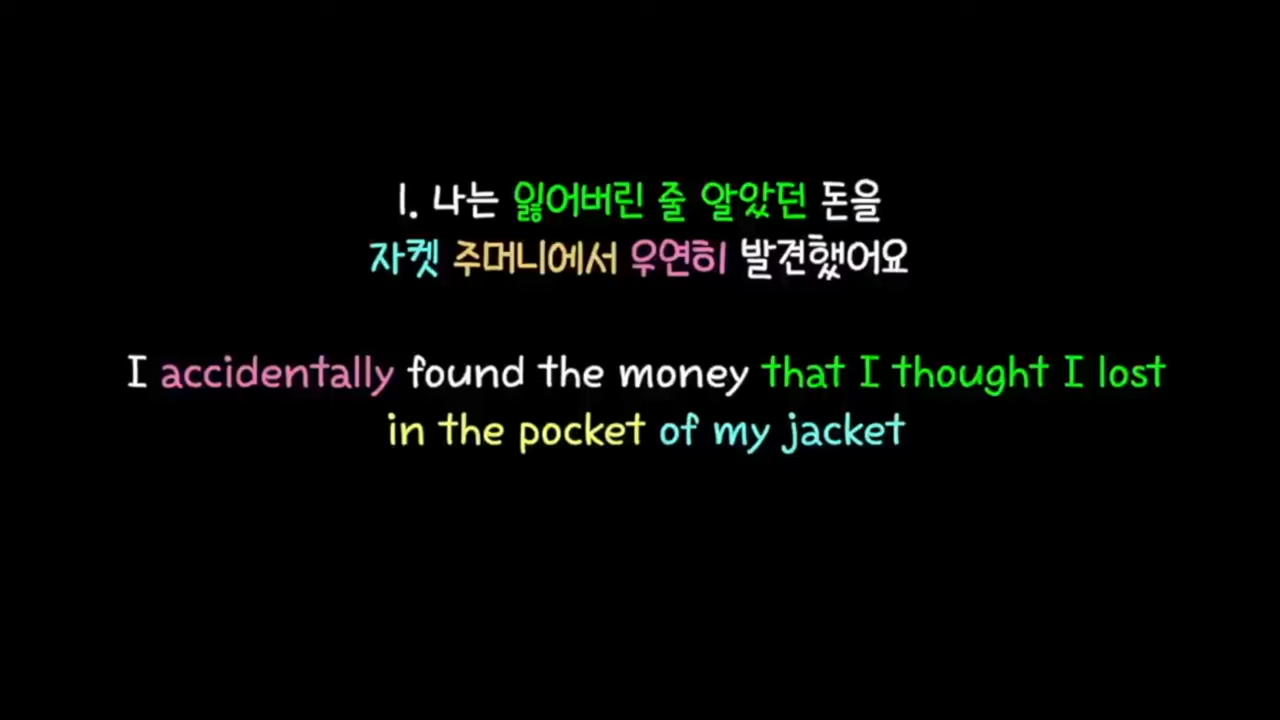 1. 나는 잃어버린 줄 알았던 돈을
자켓 주머니에서 우연히 발견했어요
I accidentally found the money that I thought I lost
in the pocket of my jacket